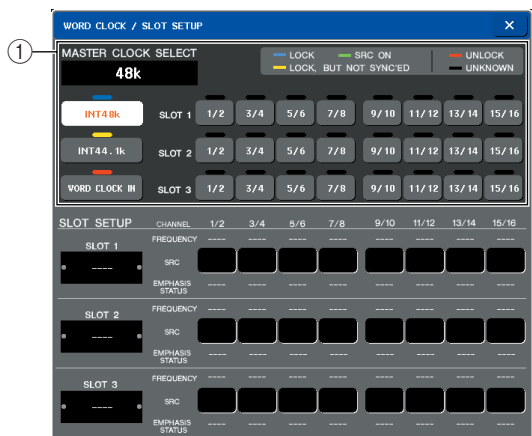 WORD CLOCK / SLOT SETUP ×
① MASTER CLOCK SELECT
48k
LOCK SRC ON UNLOCK
LOCK, BUT NOT SYNC'ED UNKNOWN
INT48k SLOT 1 1/2 3/4 5/6 7/8 9/10 11/12 13/14 15/16
INT44.1k SLOT 2 1/2 3/4 5/6 7/8 9/10 11/12 13/14 15/16
WORD CLOCK IN SLOT 3 1/2 3/4 5/6 7/8 9/10 11/12 13/14 15/16
SLOT SETUP CHANNEL 1/2 3/4 5/6 7/8 9/10 11/12 13/14 15/16
SLOT 1 FREQUENCY ---- ---- ---- ---- ---- ---- ---- ----
---- SRC
EMPHASIS STATUS ---- ---- ---- ---- ---- ---- ---- ----
SLOT 2 FREQUENCY ---- ---- ---- ---- ---- ---- ---- ----
---- SRC
EMPHASIS STATUS ---- ---- ---- ---- ---- ---- ---- ----
SLOT 3 FREQUENCY ---- ---- ---- ---- ---- ---- ---- ----
---- SRC
EMPHASIS STATUS ---- ---- ---- ---- ---- ---- ---- ----